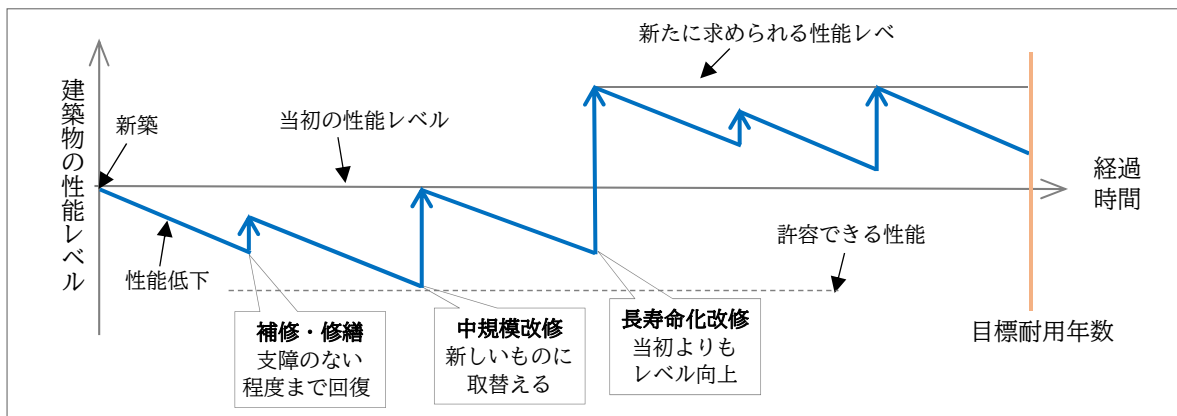 新たに求められる性能レベ
建築物の性能レベル
新築
当初の性能レベル
経過
時間
許容できる性能
性能低下
補修・修繕
支障のない
程度まで回復
中規模改修
新しいものに
取替える
長寿命化改修
当初よりも
レベル向上
目標耐用年数